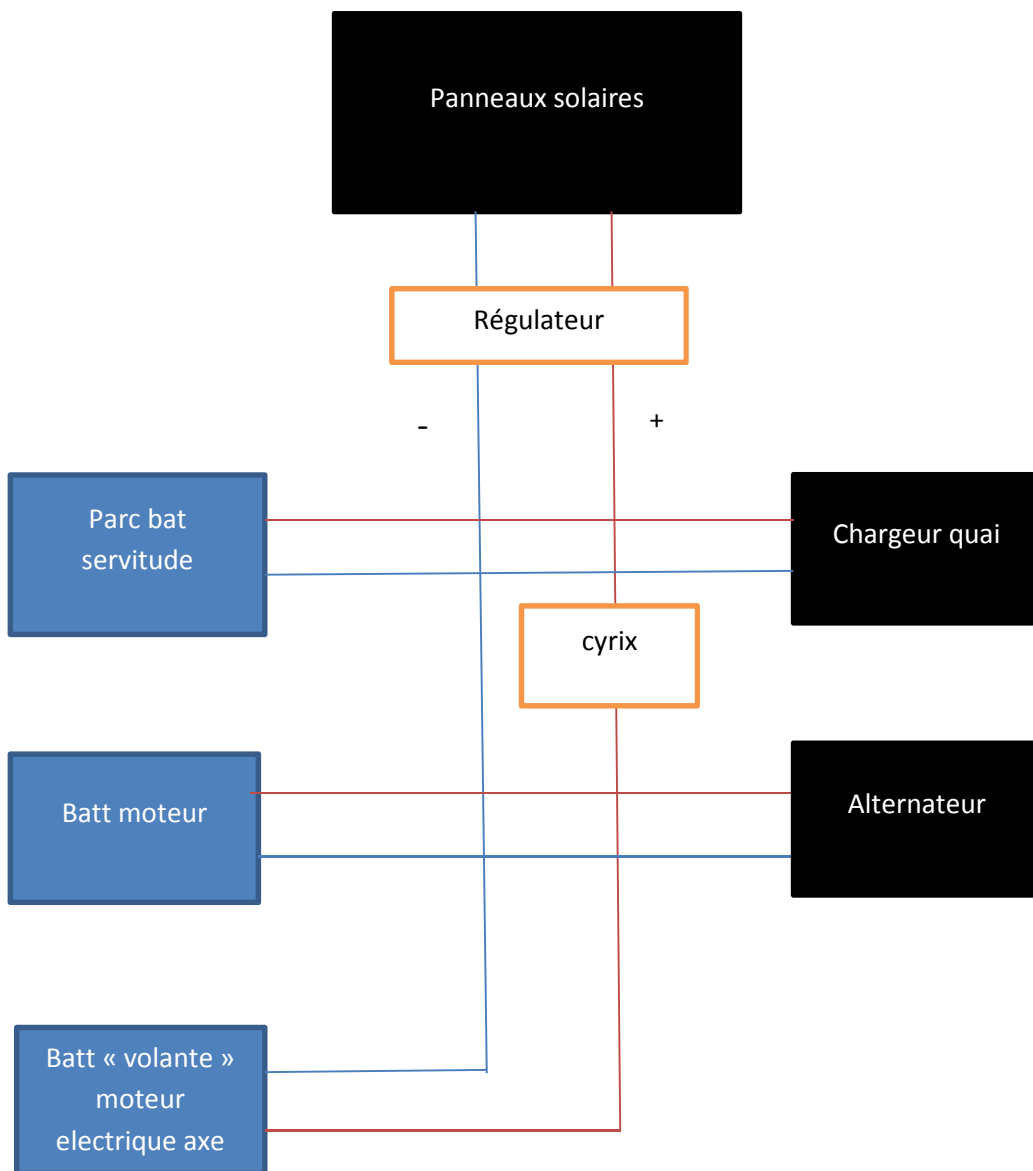 Panneaux solaires
Régulateur
-
+
Parc bat
servitude
Chargeur quai
cyrix
Batt moteur
Alternateur
Batt « volante »
moteur
electrique axe